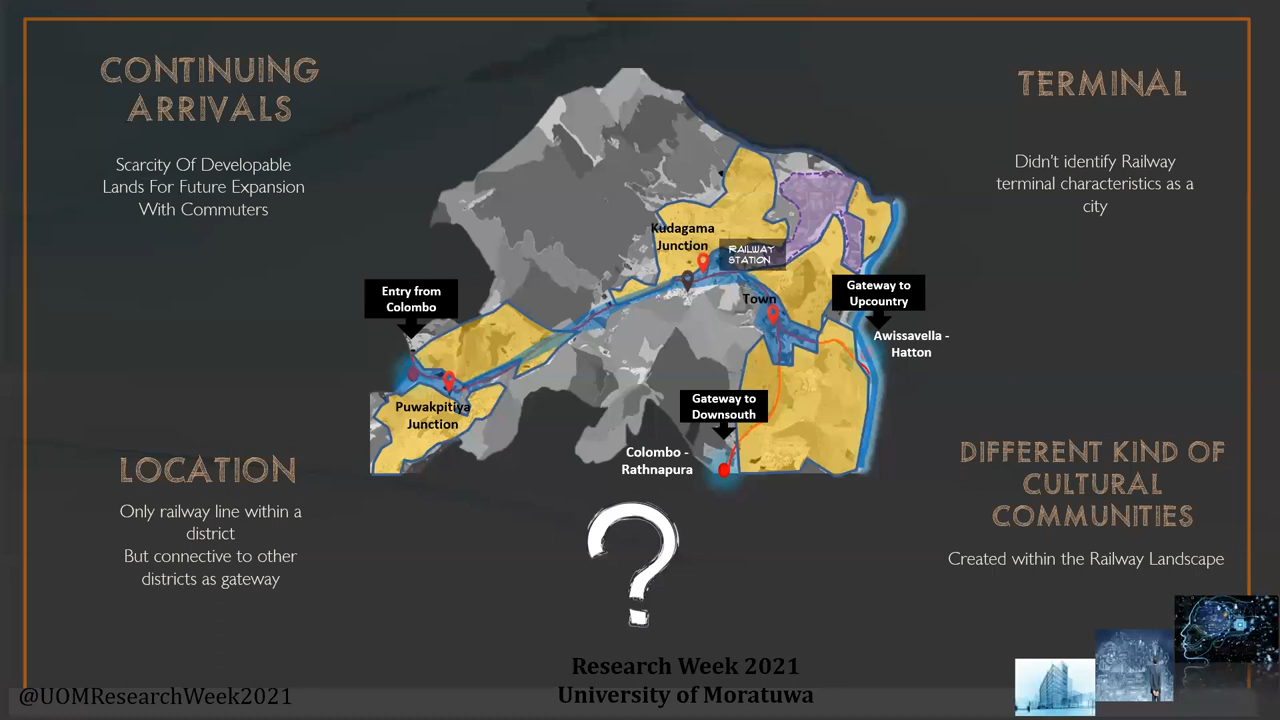 CONTINUING
ARRIVALS
Scarcity Of Developable
Lands For Future Expansion
With Commuters
TERMINAL
Didn't identify Railway
terminal characteristics as a
city
Kudagama
Junction
RAILWAY
STATION
Entry from
Colombo
Town
Gateway to
Upcountry
Awissavella -
Hatton
Puwakpitiya
Junction
Gateway to
Downsouth
Colombo -
Rathnapura
LOCATION
Only railway line within a
district
But connective to other
districts as gateway
DIFFERENT KIND OF
CULTURAL
COMMUNITIES
Created within the Railway Landscape
?
Research Week 2021
University of Moratuwa
@UOMResearchWeek2021